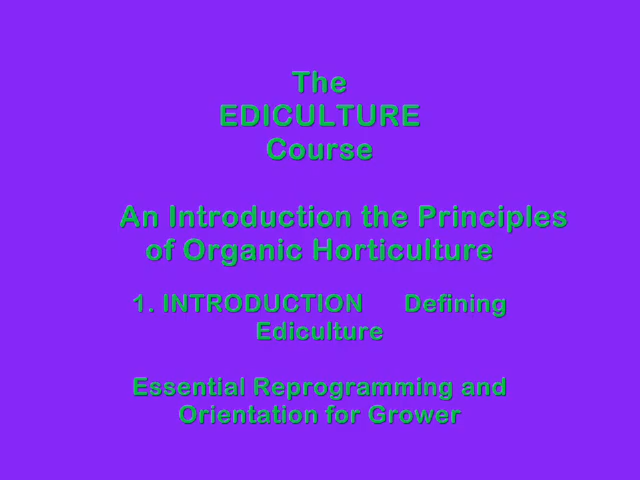 The
EDICULTURE
Course
An Introduction the Principles
of Organic Horticulture
1. INTRODUCTION Defining
Ediculture
Essential Reprogramming and
Orientation for Grower